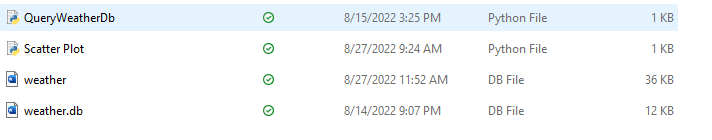 QueryWeatherDb 8/15/2022 3:25 PM Python File 1 KB
Scatter Plot 8/27/2022 9:24 AM Python File 1 KB
weather 8/27/2022 11:52 AM DB File 36 KB
weather.db 8/14/2022 9:07 PM DB File 12 KB